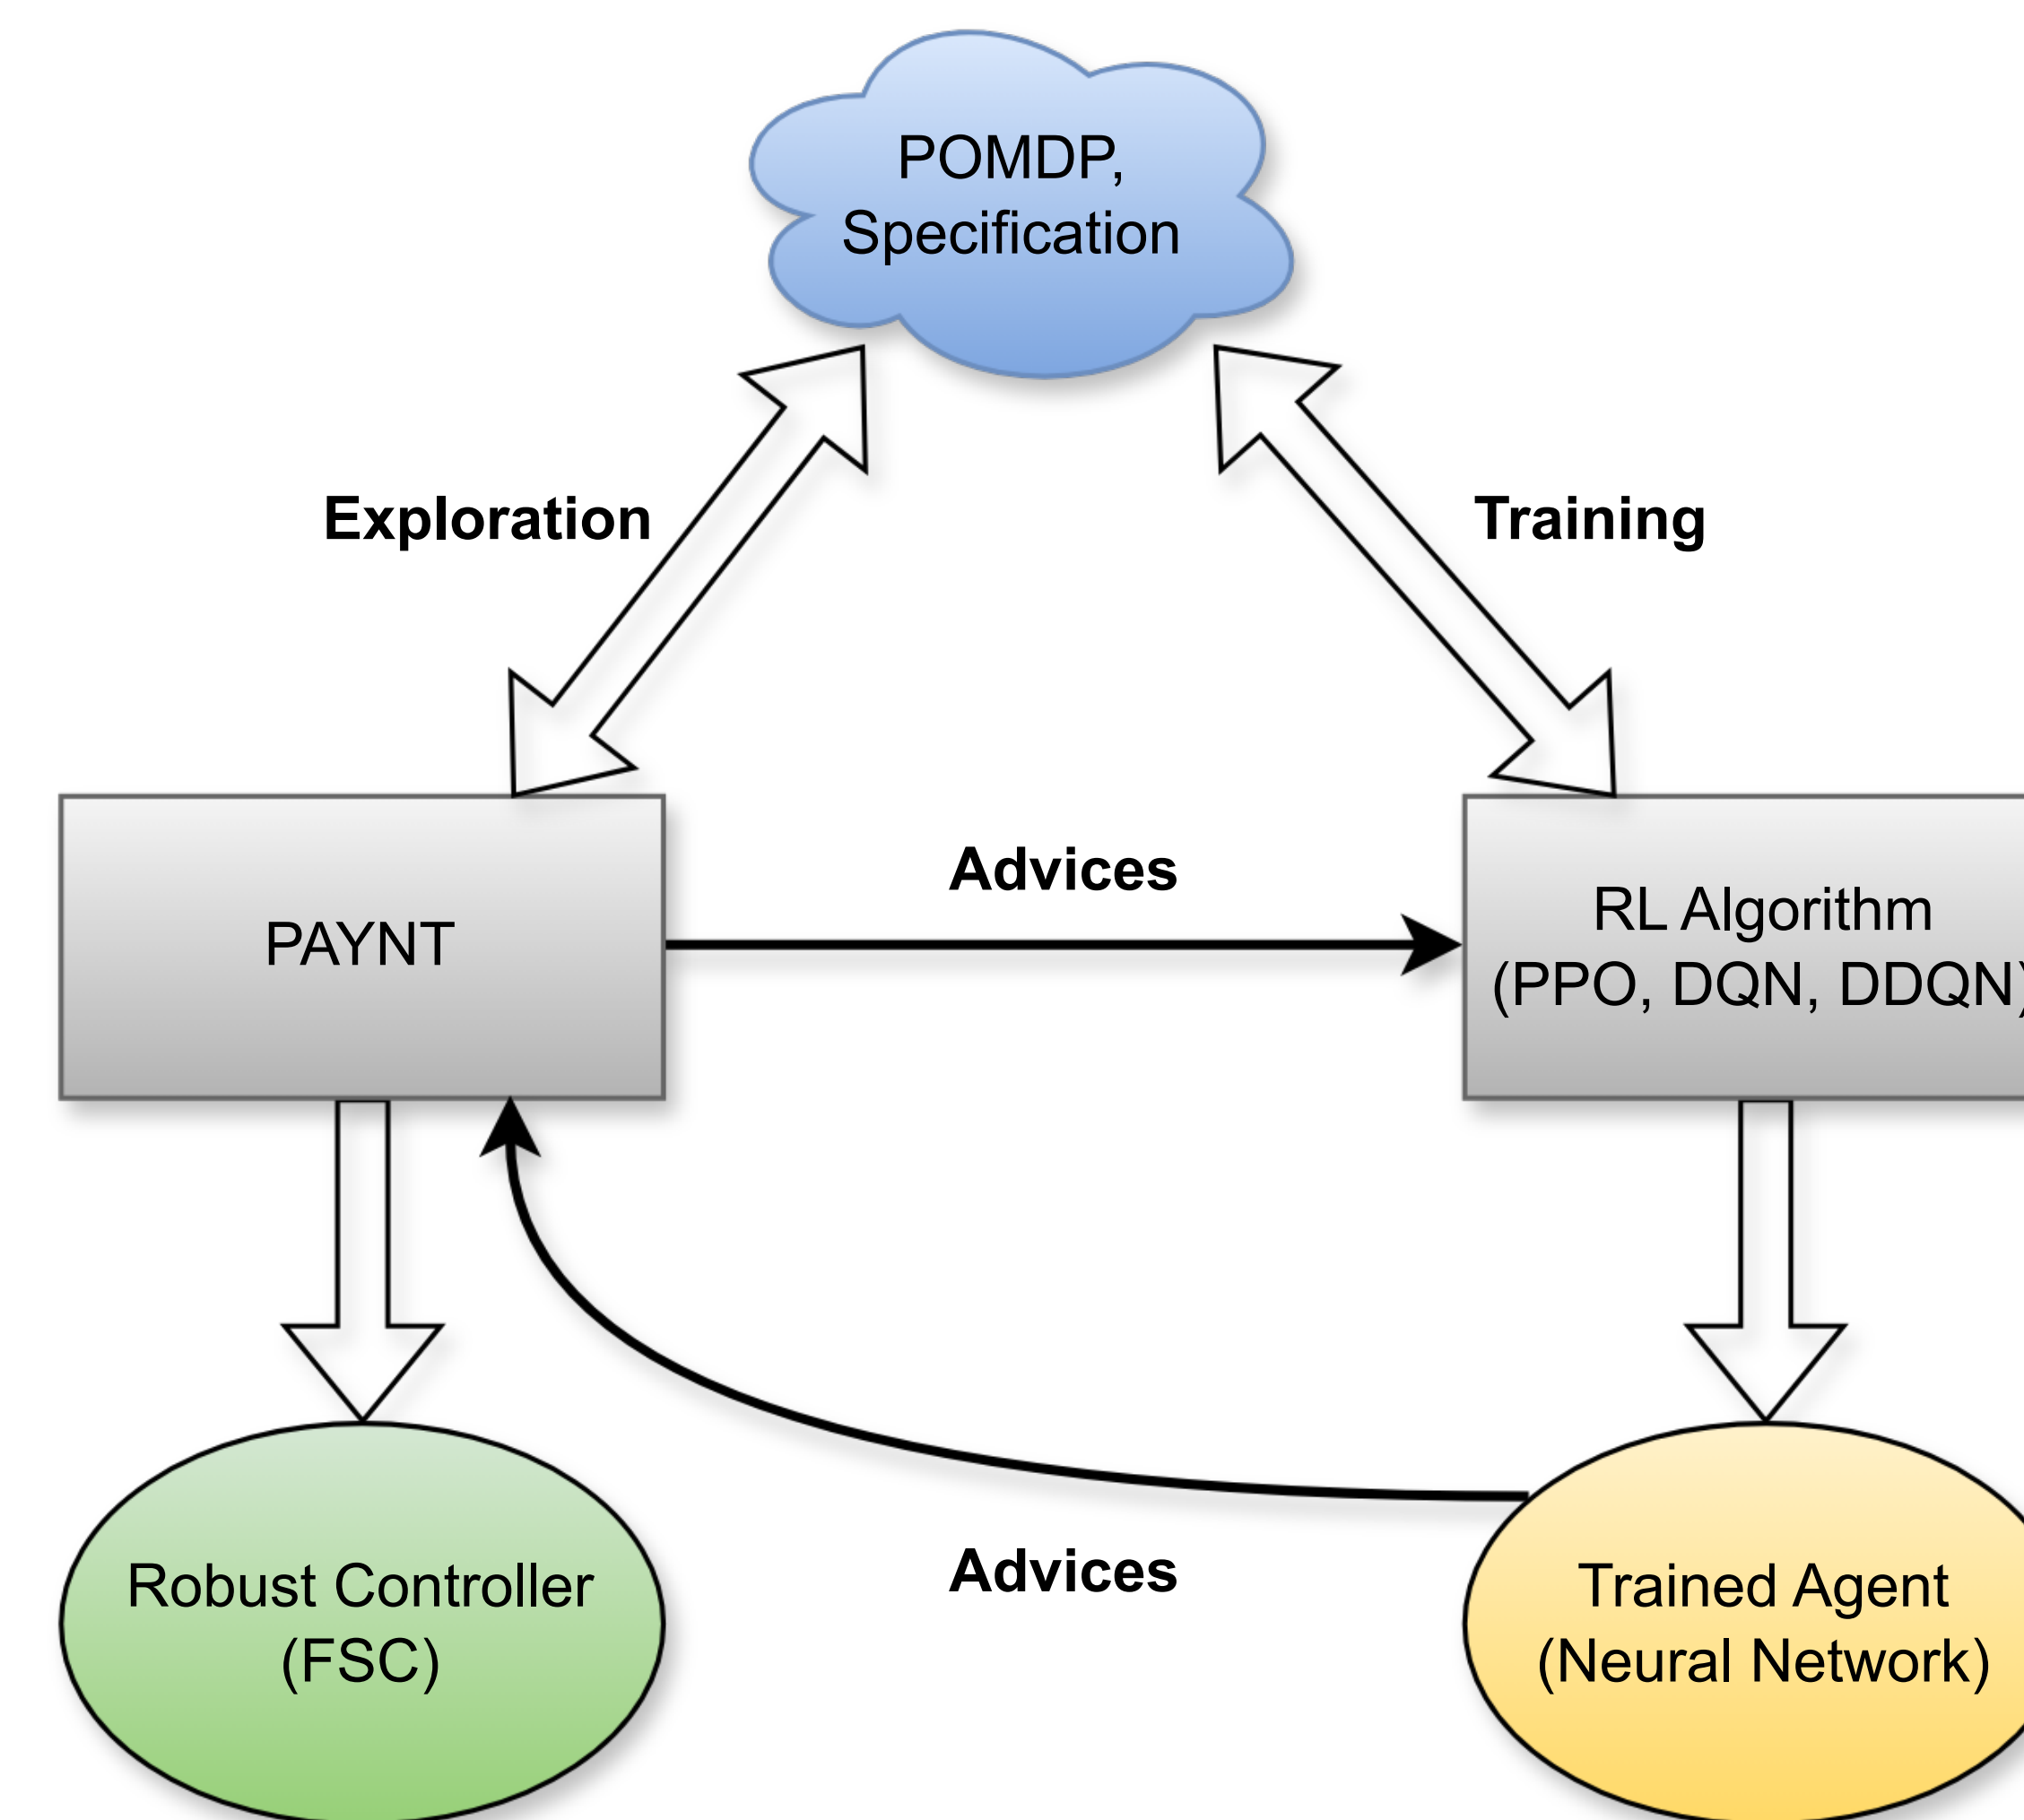 POMDP,
Specification
Exploration
Training
Advices
PAYNT
RL Algorithm
(PPO, DQN, DDQN)
Advices
Robust Controller
(FSC)
Trained Agent
(Neural Network)